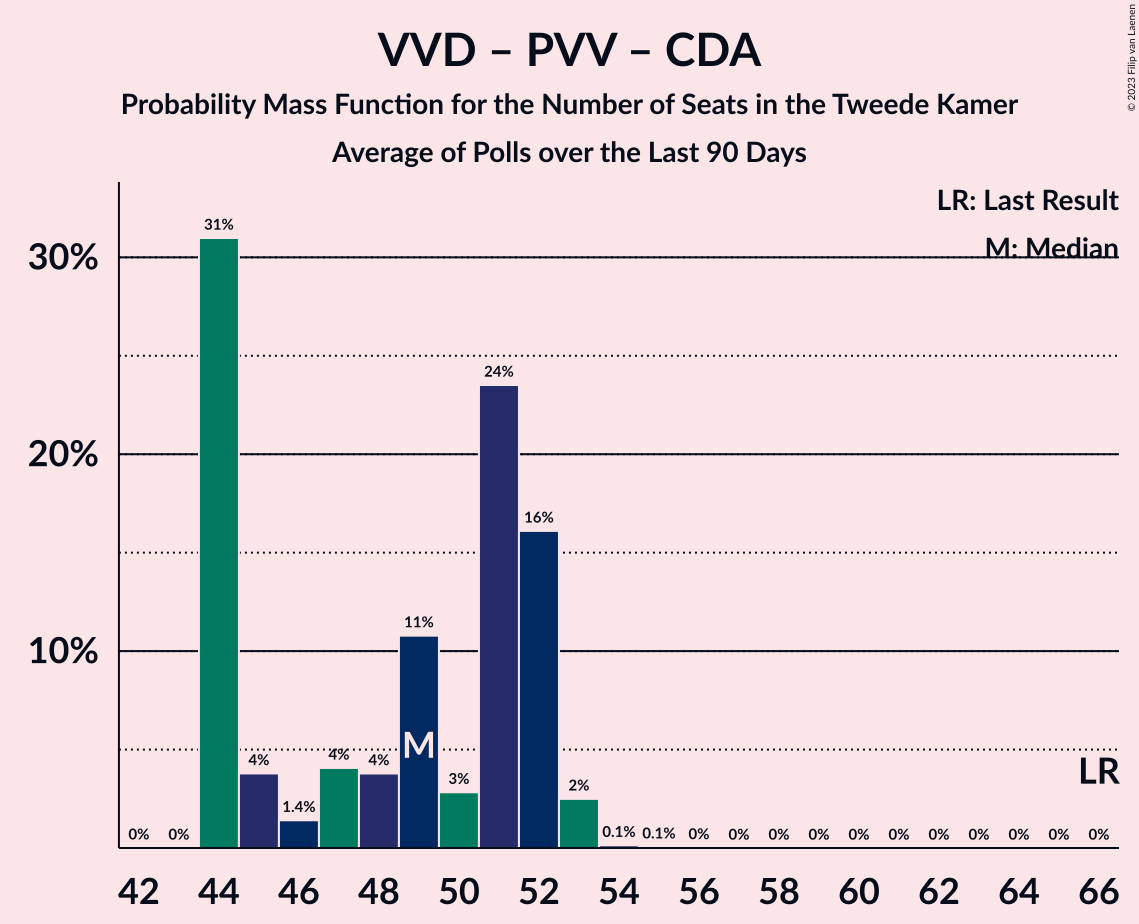 VVD – PVV – CDA
Probability Mass Function for the Number of Seats in the Tweede Kamer
Average of Polls over the Last 90 Days
© 2023 Filip van Laenen
LR: Last Result
M: Median
30%
20%
10%
0% 0% 31% 4% 1.4% 4% 4% 11% 3% 24% 16% 2% 0.1% 0.1% 0% 0% 0% 0% 0% 0% 0% 0% 0% 0% 0%
M
LR
42 44 46 48 50 52 54 56 58 60 62 64 66